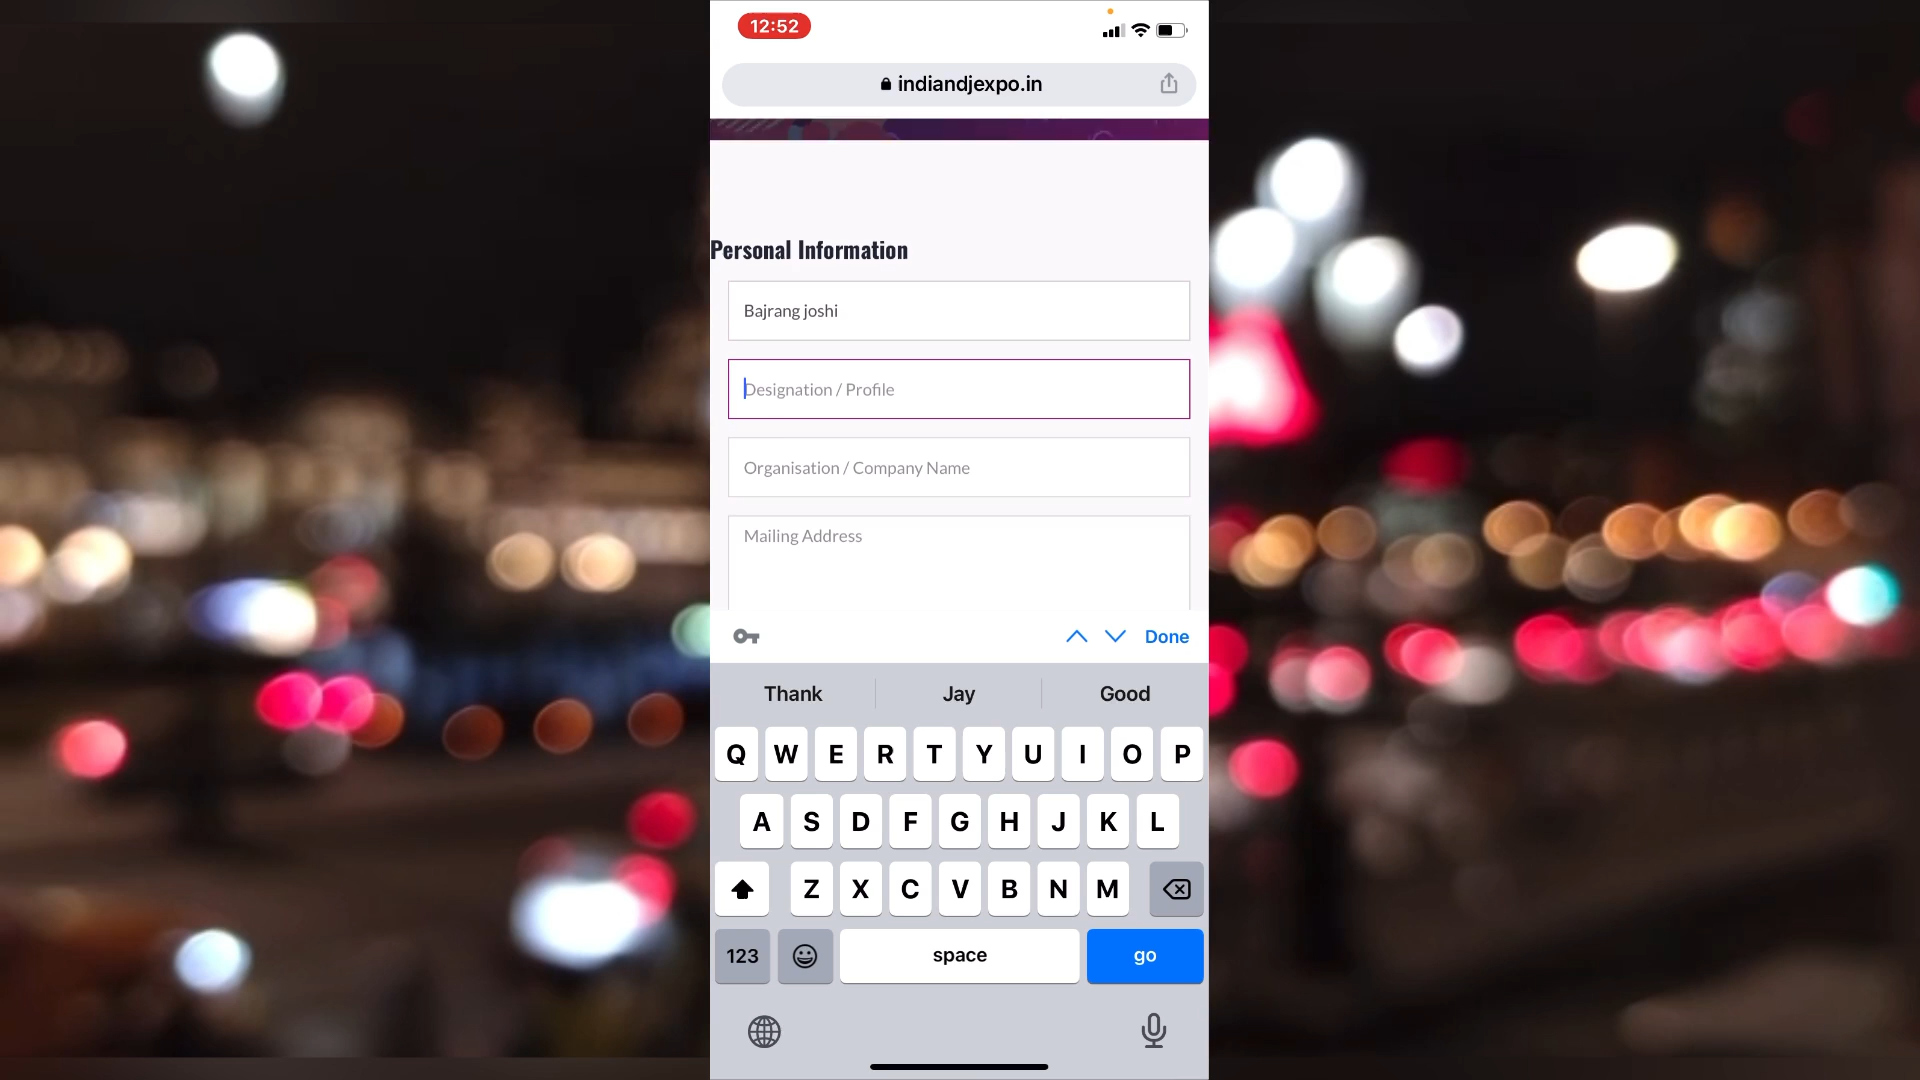 12:52
indiandjexpo.in
Personal Information
Bajrang joshi
Designation / Profile
Organisation / Company Name
Mailing Address
Done
Thank Jay Good
Q W E R T Y U I O P
A S D F G H J K L
Z X C V B N M
123 space go